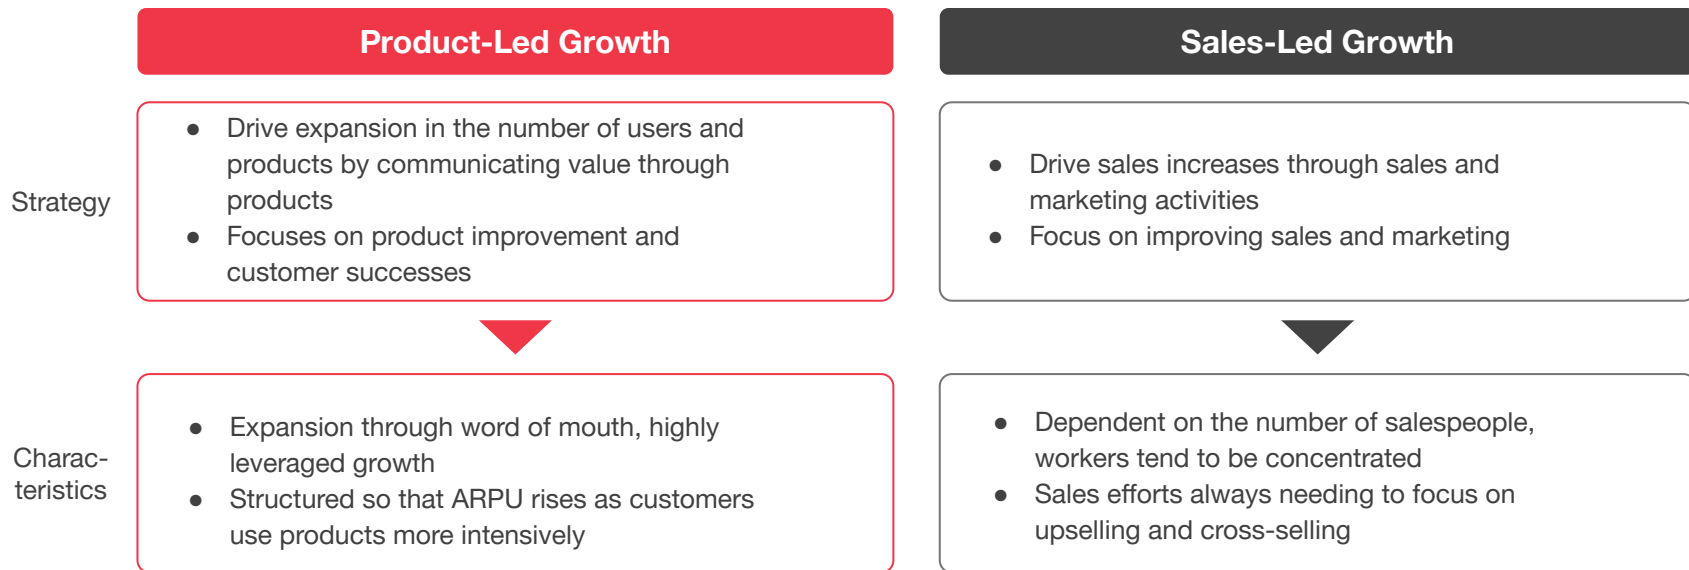 Product-Led Growth
Sales-Led Growth
Strategy
● Drive expansion in the number of users and
products by communicating value through
products
● Focuses on product improvement and
customer successes
● Drive sales increases through sales and
marketing activities
● Focus on improving sales and marketing
Charac-
teristics
● Expansion through word of mouth, highly
leveraged growth
● Structured so that ARPU rises as customers
use products more intensively
● Dependent on the number of salespeople,
workers tend to be concentrated
● Sales efforts always needing to focus on
upselling and cross-selling